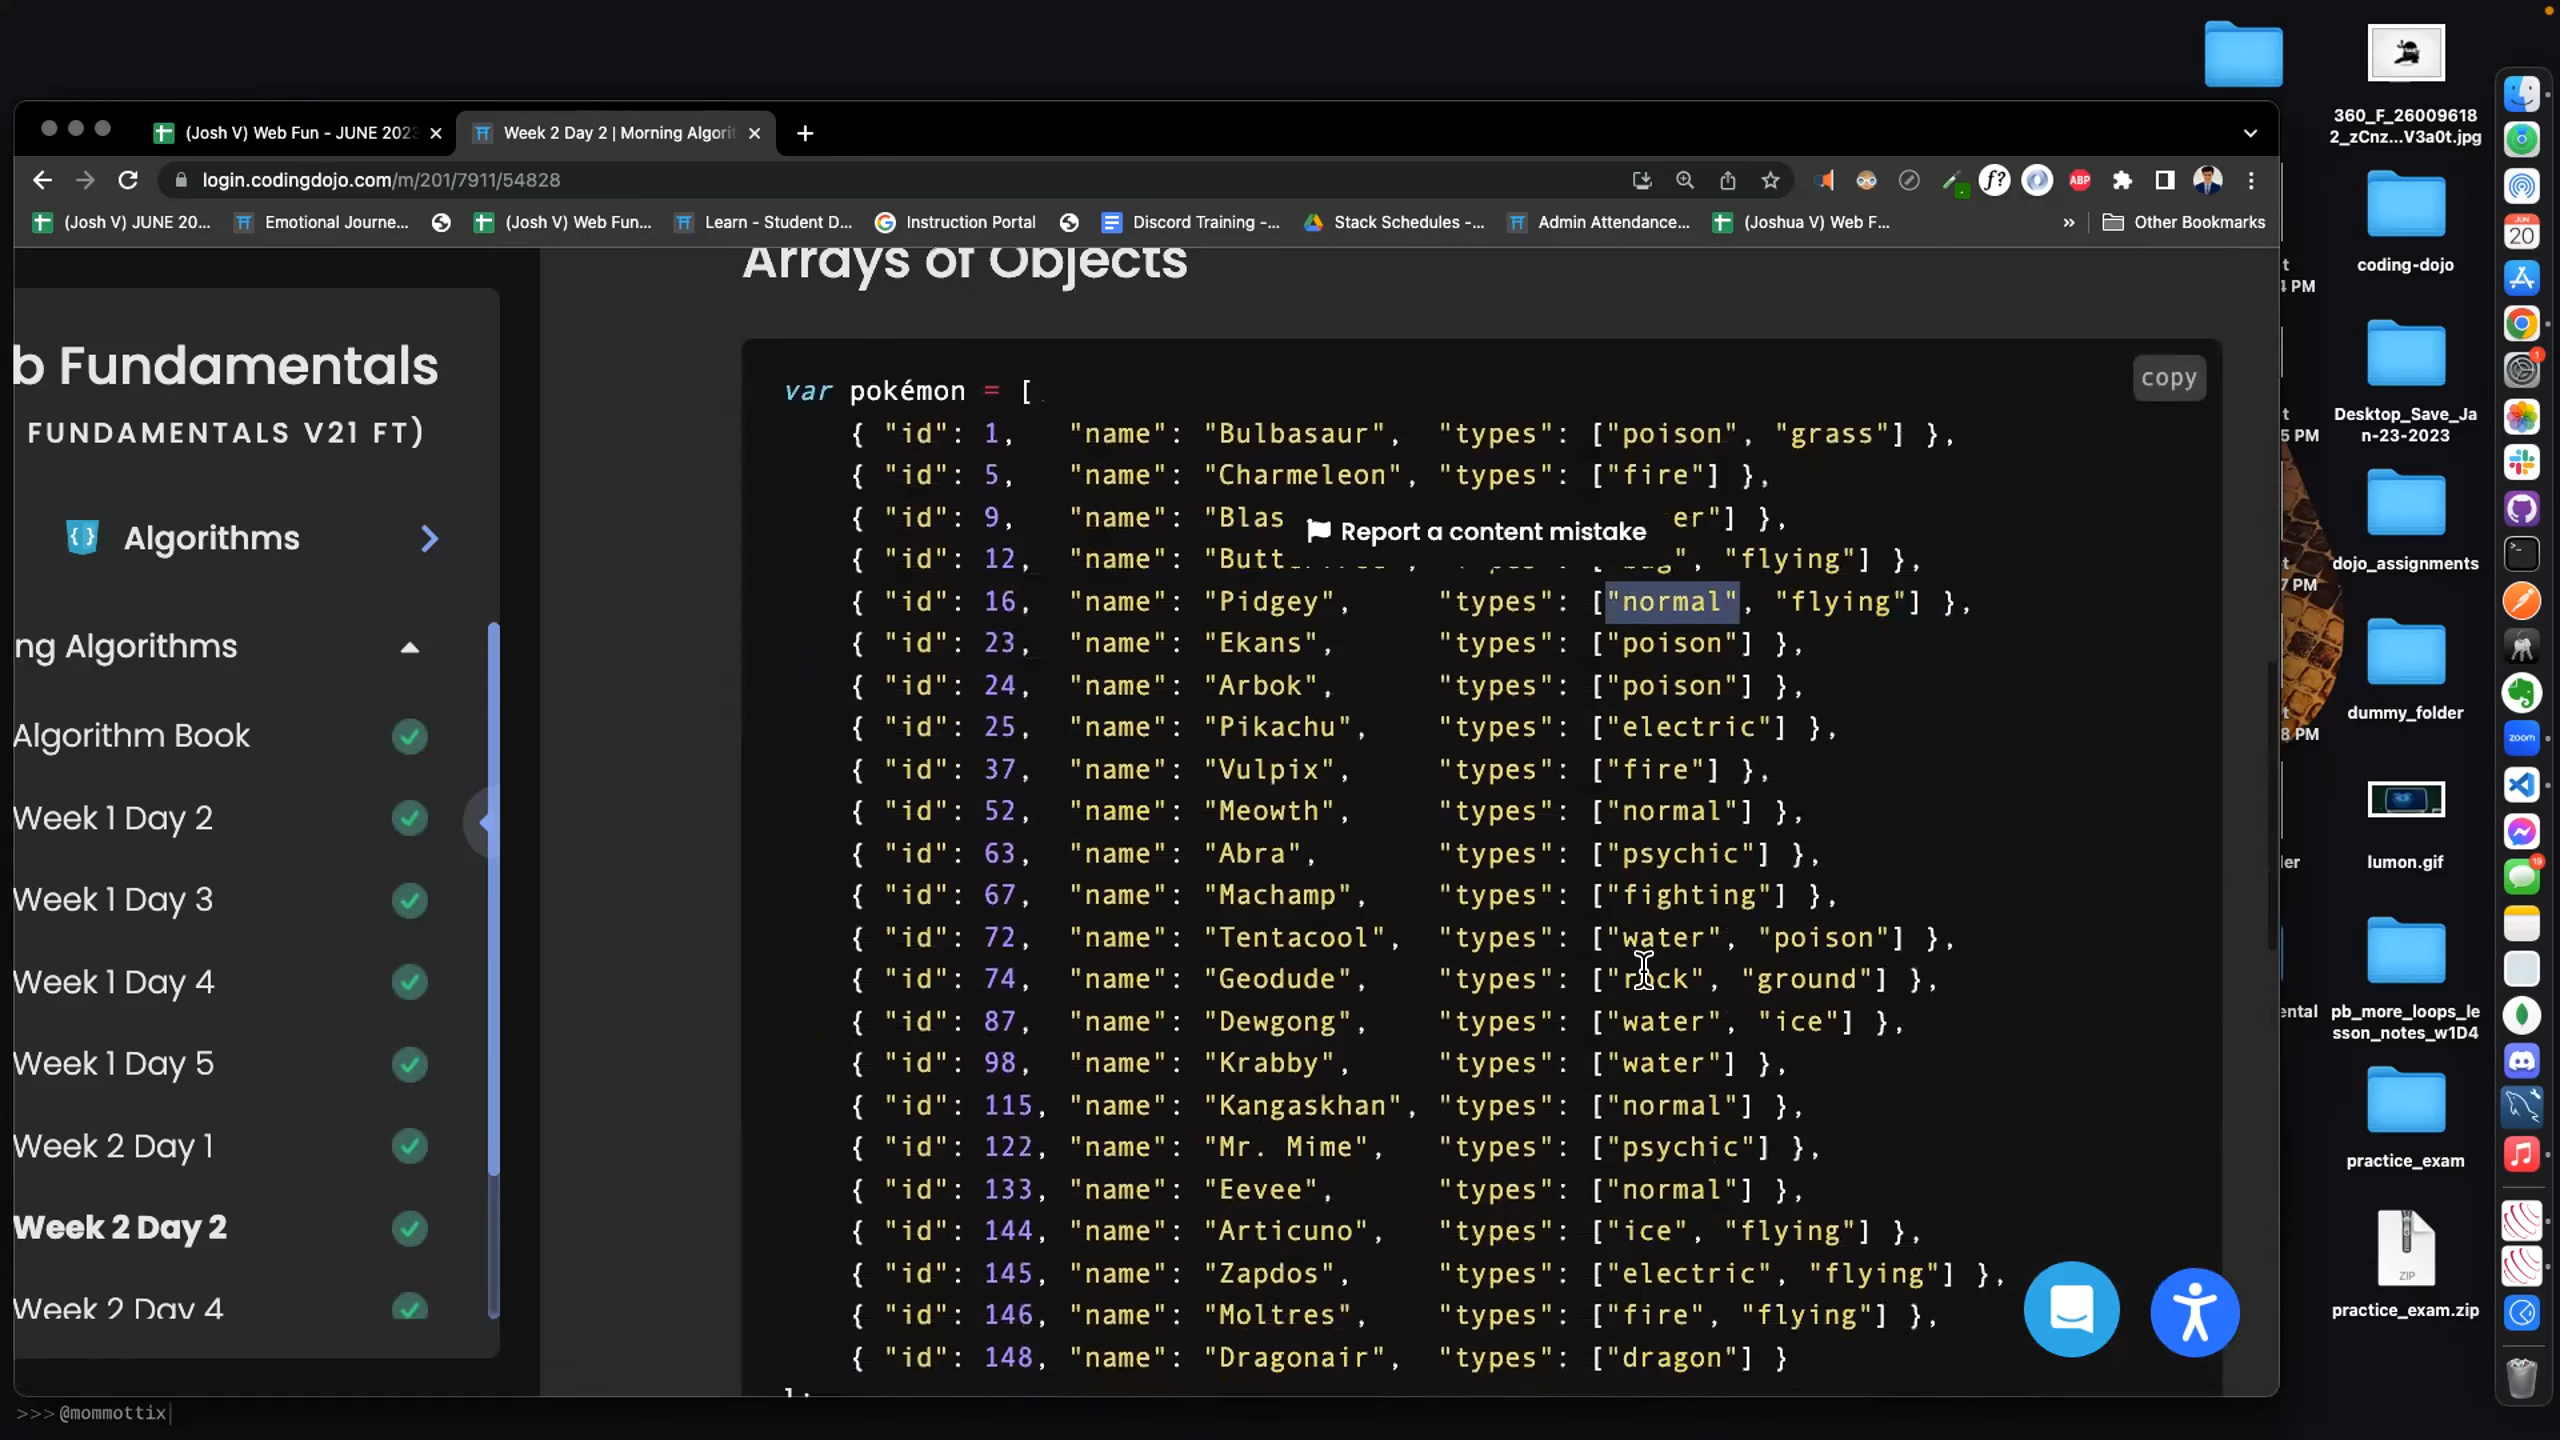 360_F_26009618
2_zCnz...V3a0t.jpg
(Josh V) Web Fun - JUNE 202
Week 2 Day 2 | Morning Algorit
login.codingdojo.com/m/201/7911/54828
ABP
JUN
20
(Josh V) JUNE 20...
Emotional Journe...
(Josh V) Web Fun...
Learn - Student D...
Instruction Portal
Discord Training -...
Stack Schedules -...
Admin Attendance...
(Joshua V) Web F...
»
Other Bookmarks
Arrays of Objects
b Fundamentals
FUNDAMENTALS V21 FT)
Algorithms
ng Algorithms
Algorithm Book
Week 1 Day 2
Week 1 Day 3
Week 1 Day 4
Week 1 Day 5
Week 2 Day 1
Week 2 Day 2
Week 2 Day 4
copy
var pokémon = [
{ "id": 1, "name": "Bulbasaur", "types": ["poison", "grass"] },
{ "id": 5, "name": "Charmeleon", "types": ["fire"] },
{ "id": 9, "name": "Blas er"] },
Report a content mistake
{ "id": 12, "name": "Butt "flying"] },
{ "id": 16, "name": "Pidgey", "types": ["normal", "flying"] },
{ "id": 23, "name": "Ekans", "types": ["poison"] },
{ "id": 24, "name": "Arbok", "types": ["poison"] },
{ "id": 25, "name": "Pikachu", "types": ["electric"] },
{ "id": 37, "name": "Vulpix", "types": ["fire"] },
{ "id": 52, "name": "Meowth", "types": ["normal"] },
{ "id": 63, "name": "Abra", "types": ["psychic"] },
{ "id": 67, "name": "Machamp", "types": ["fighting"] },
{ "id": 72, "name": "Tentacool", "types": ["water", "poison"] },
{ "id": 74, "name": "Geodude", "types": ["rock", "ground"] },
{ "id": 87, "name": "Dewgong", "types": ["water", "ice"] },
{ "id": 98, "name": "Krabby", "types": ["water"] },
{ "id": 115, "name": "Kangaskhan", "types": ["normal"] },
{ "id": 122, "name": "Mr. Mime", "types": ["psychic"] },
{ "id": 133, "name": "Eevee", "types": ["normal"] },
{ "id": 144, "name": "Articuno", "types": ["ice", "flying"] },
{ "id": 145, "name": "Zapdos", "types": ["electric", "flying"] },
{ "id": 146, "name": "Moltres", "types": ["fire", "flying"] },
{ "id": 148, "name": "Dragonair", "types": ["dragon"] }
];
coding-dojo
Desktop_Save_Ja
n-23-2023
dojo_assignments
dummy_folder
lumon.gif
pb_more_loops_le
sson_notes_w1D4
practice_exam
ZIP
practice_exam.zip
zoom
>>> @mommottix